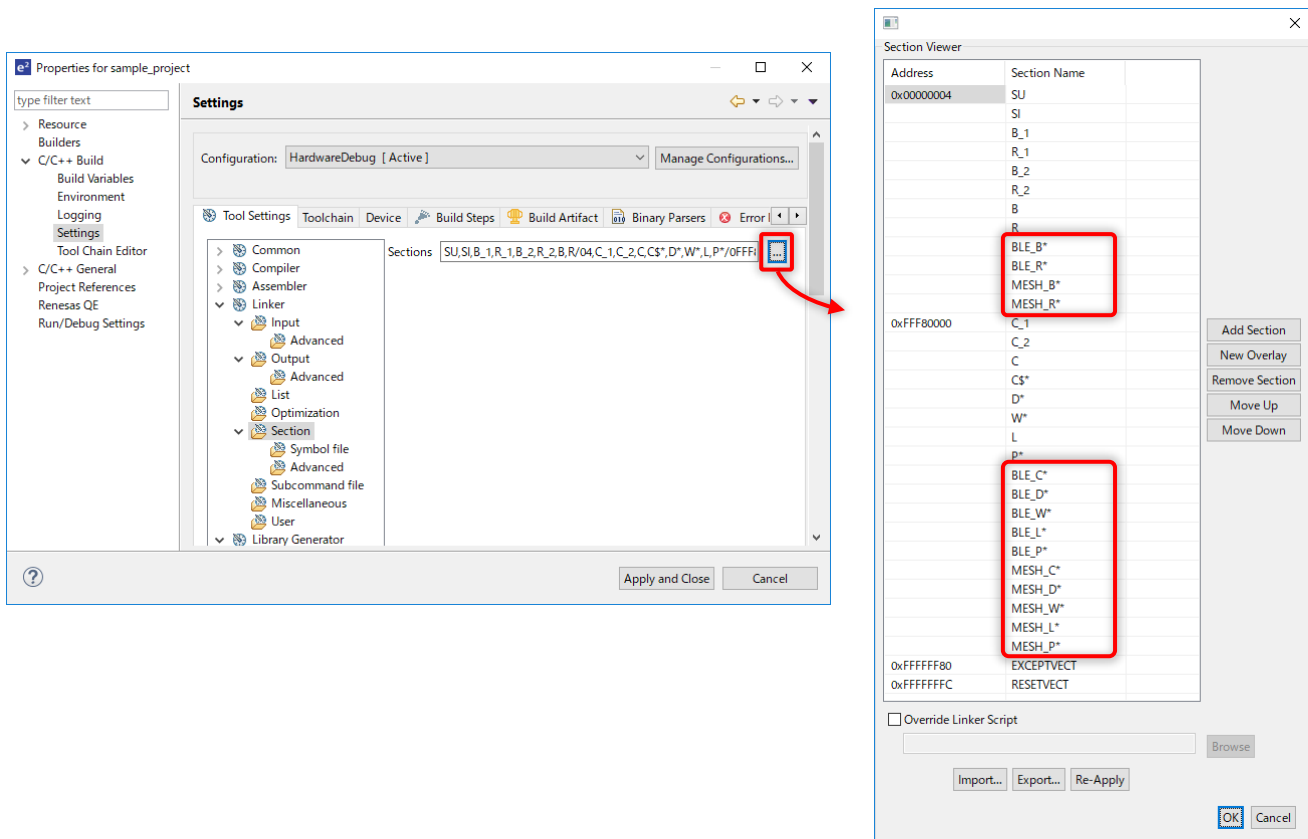 e² Properties for sample_project
type filter text
Resource
Builders
C/C++ Build
Build Variables
Environment
Logging
Settings
Tool Chain Editor
C/C++ General
Project References
Renesas QE
Run/Debug Settings
Settings
Configuration: HardwareDebug [ Active ] Manage Configurations...
Tool Settings Toolchain Device Build Steps Build Artifact Binary Parsers Error
Common
Compiler
Assembler
Linker
Input
Advanced
Output
Advanced
List
Optimization
Section
Symbol file
Advanced
Subcommand file
Miscellaneous
User
Library Generator
Sections SU,SI,B_1,R_1,B_2,R_2,B,R/04,C_1,C_2,C,C$*,D*,W*,L,P*/0FFF ...
? Apply and Close Cancel
Section Viewer
Address Section Name
0x00000004 SU
SI
B_1
R_1
B_2
R_2
B
R
BLE_B*
BLE_R*
MESH_B*
MESH_R*
0xFFF80000 C_1
C_2
C
C$*
D*
W*
L
P*
BLE_C*
BLE_D*
BLE_W*
BLE_L*
BLE_P*
MESH_C*
MESH_D*
MESH_W*
MESH_L*
MESH_P*
0xFFFFFF80 EXCEPTVECT
0xFFFFFFFC RESETVECT
Add Section
New Overlay
Remove Section
Move Up
Move Down
Override Linker Script
Browse
Import... Export... Re-Apply
OK Cancel